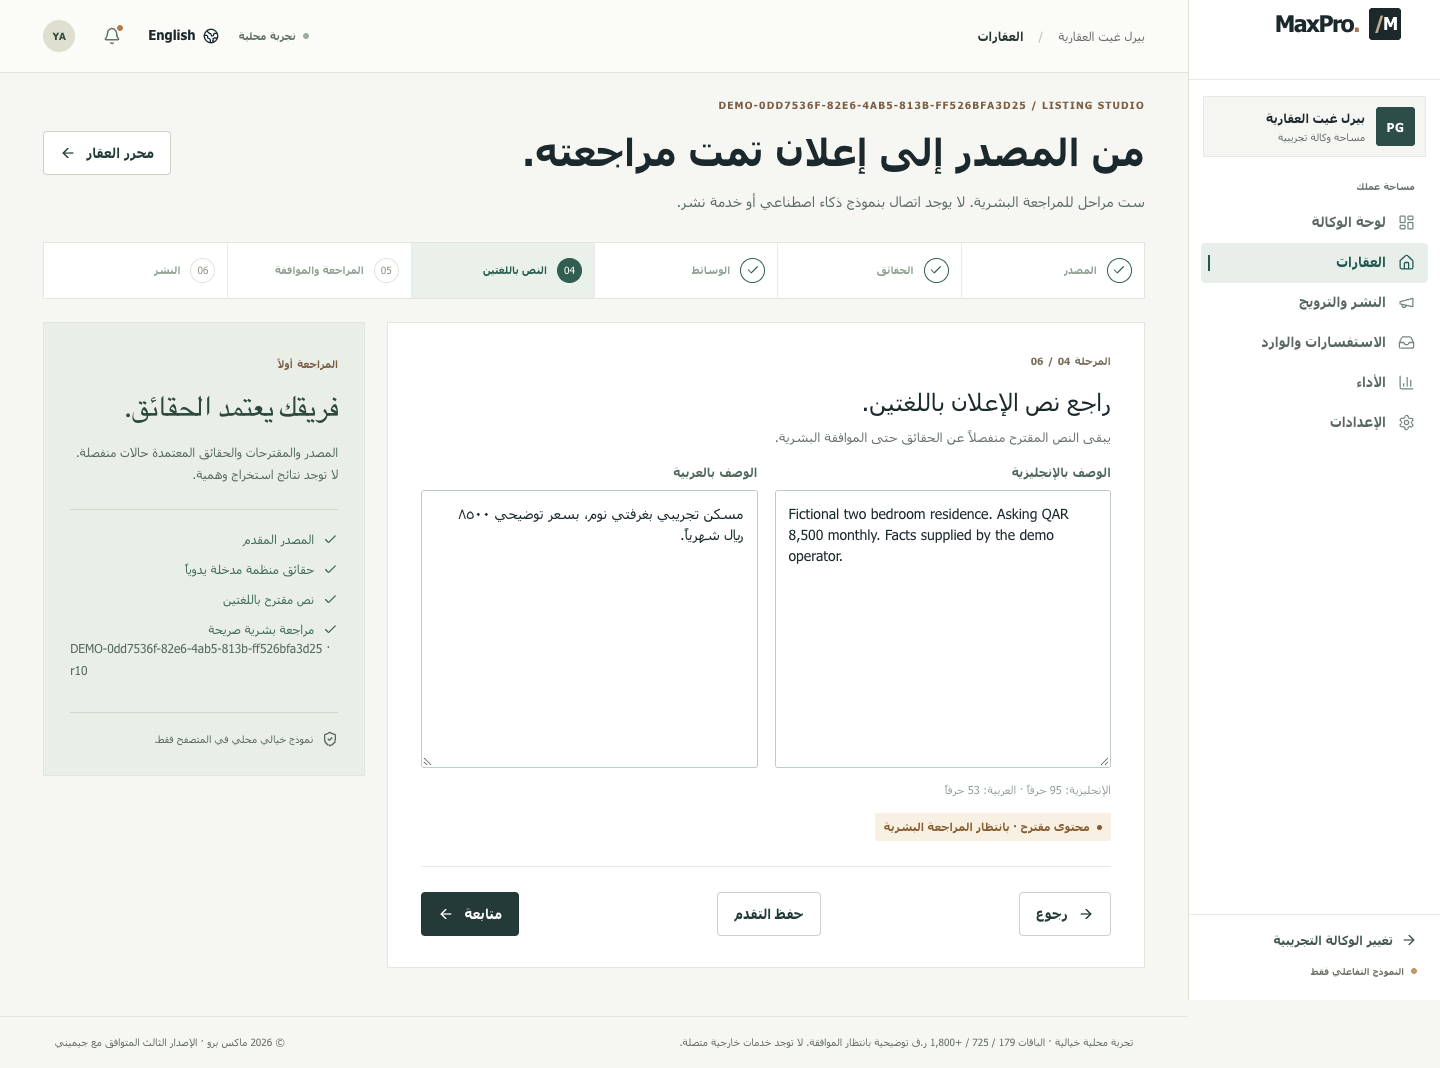 /M MaxPro.
بيرل غيت العقارية
مساحة وكالة تجريبية
PG
مساحة عملك
لوحة الوكالة
العقارات
النشر والترويج
الاستفسارات والوارد
الأداء
الإعدادات
تغيير الوكالة التجريبية
النموذج التفاعلي فقط
بيرل غيت العقارية / العقارات
تجربة محلية
English
YA
DEMO-0DD7536F-82E6-4AB5-813B-FF526BFA3D25 / LISTING STUDIO
من المصدر إلى إعلان تمت مراجعته.
ست مراحل للمراجعة البشرية. لا يوجد اتصال بنموذج ذكاء اصطناعي أو خدمة نشر.
محرر العقار
المصدر
الحقائق
الوسائط
04 النص باللغتين
05 المراجعة والموافقة
06 النشر
المرحلة 04 / 06
راجع نص الإعلان باللغتين.
يبقى النص المقترح منفصلاً عن الحقائق حتى الموافقة البشرية.
الوصف بالإنجليزية
Fictional two bedroom residence. Asking QAR
8,500 monthly. Facts supplied by the demo
operator.
الوصف بالعربية
مسكن تجريبي بغرفتي نوم، بسعر توضيحي ٨٥٠٠
ريال شهرياً.
الإنجليزية: 95 حرفاً · العربية: 53 حرفاً
محتوى مقترح · بانتظار المراجعة البشرية
رجوع
حفظ التقدم
متابعة
المراجعة أولاً
فريقك يعتمد الحقائق.
المصدر والمقترحات والحقائق المعتمدة حالات منفصلة.
لا توجد نتائج استخراج وهمية.
المصدر المقدم
حقائق منظمة مدخلة يدوياً
نص مقترح باللغتين
مراجعة بشرية صريحة
DEMO-0dd7536f-82e6-4ab5-813b-ff526bfa3d25 ·
r10
نموذج خيالي محلي في المتصفح فقط.
تجربة محلية خيالية · الباقات 179 / 725 / +1,800 ر.ق توضيحية بانتظار الموافقة. لا توجد خدمات خارجية متصلة.
© 2026 ماكس برو · الإصدار الثالث المتوافق مع جيميني